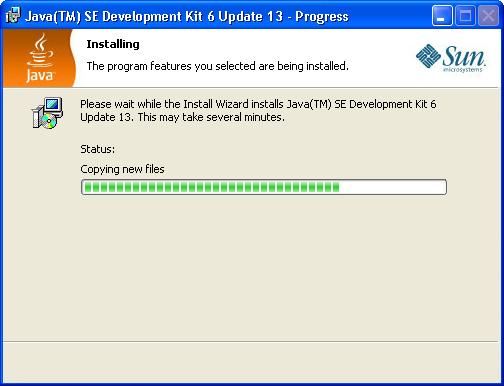 Java(TM) SE Development Kit 6 Update 13 - Progress
Installing
The program features you selected are being installed.
Java
Sun
microsystems
Please wait while the Install Wizard installs Java(TM) SE Development Kit 6
Update 13. This may take several minutes.
Status:
Copying new files